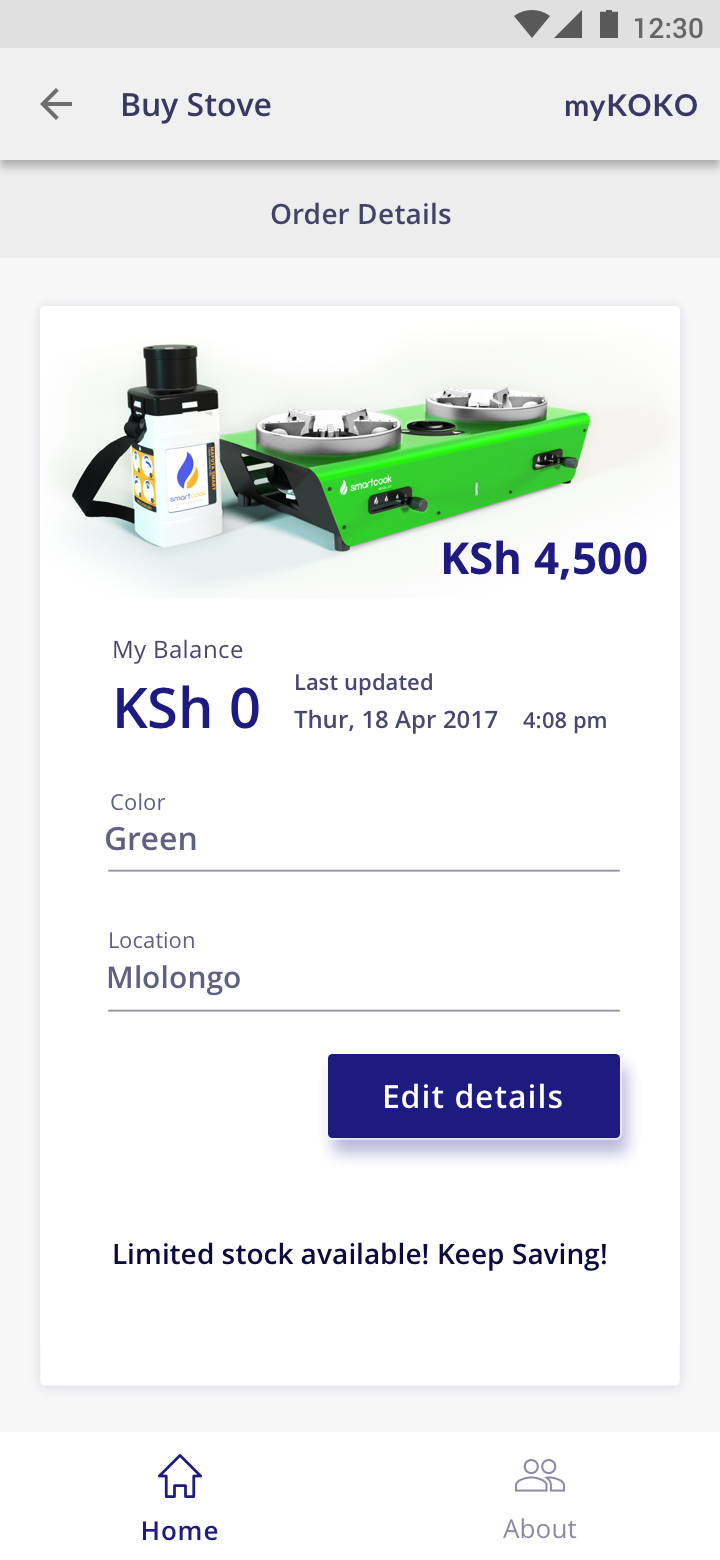 12:30
Buy Stove
myKOKO
Order Details
smartcook
smartcook
KSh 4,500
My Balance
KSh 0
Last updated
Thur, 18 Apr 2017 4:08 pm
Color
Green
Location
Mlolongo
Edit details
Limited stock available! Keep Saving!
Home
About